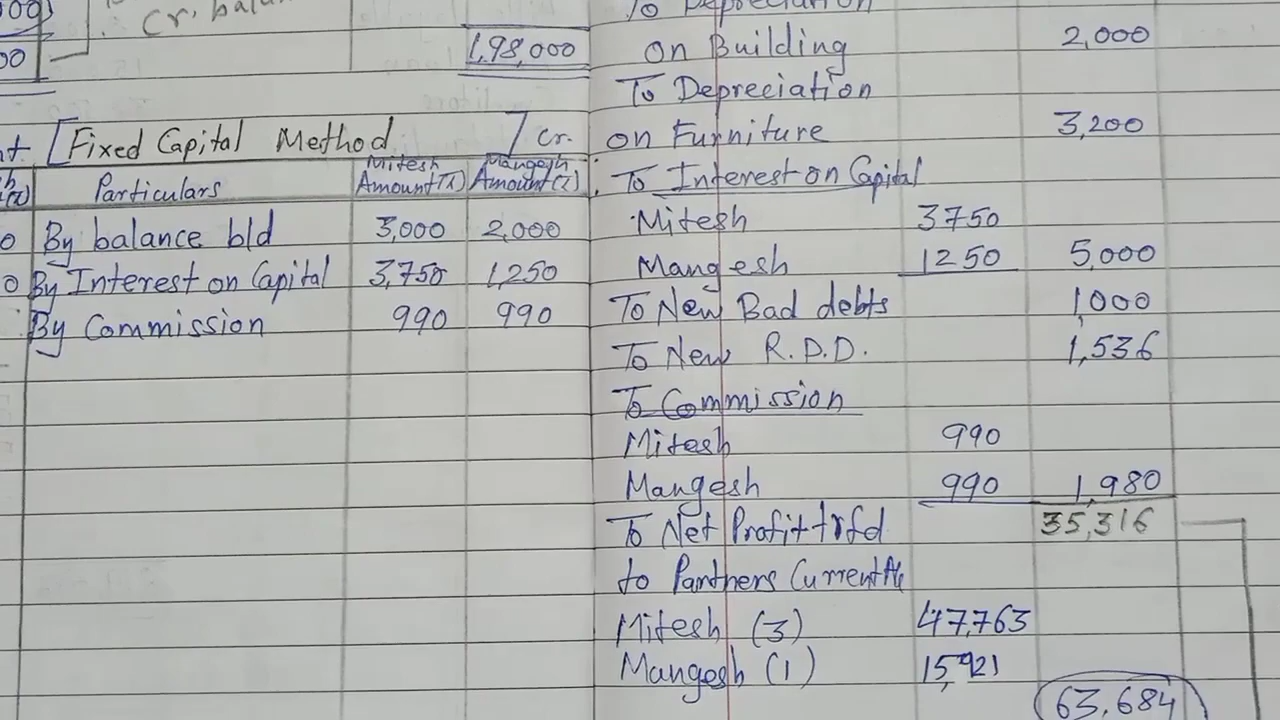 Cr. bala
1,98,000
[Fixed Capital Method ] Cr.
Particulars Mitesh Amount(₹) Mangesh Amount(₹)
By balance b/d 3,000 2,000
By Interest on Capital 3,750 1,250
By Commission 990 990
To Depreciation
on Building 2,000
To Depreciation
on Furniture 3,200
To Interest on Capital
Mitesh 3750
Mangesh 1250 5,000
To New Bad debts 1,000
To New R.D.D. 1,536
To Commission
Mitesh 990
Mangesh 990 1,980
To Net Profit trfd 35,316
to Partners Current A/c
Mitesh (3) 47,763
Mangesh (1) 15,921
63,684